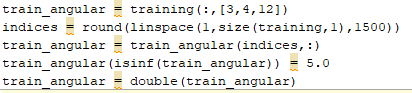 train_angular = training(:,[3,4,12])
indices = round(linspace(1,size(training,1),1500))
train_angular = train_angular(indices,:)
train_angular(isinf(train_angular)) = 5.0
train_angular = double(train_angular)